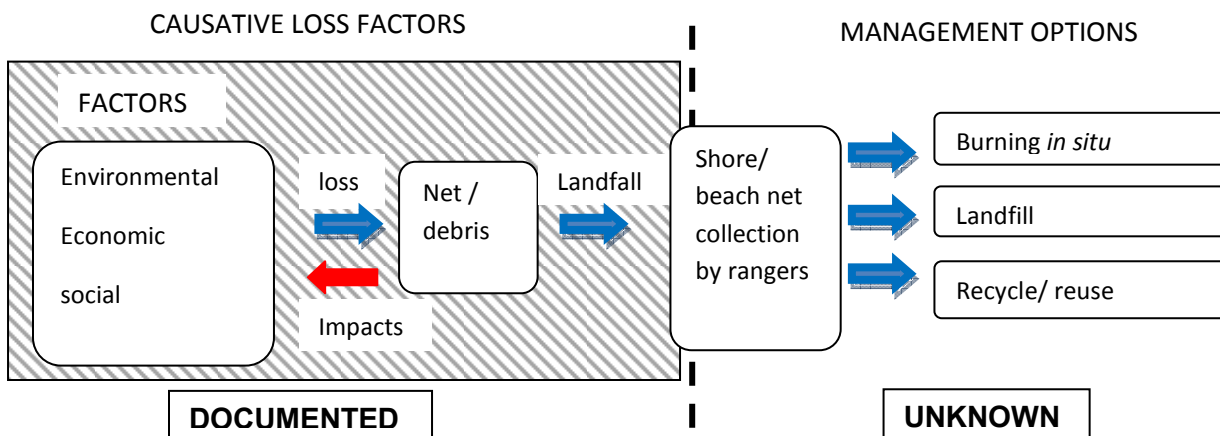 CAUSATIVE LOSS FACTORS
MANAGEMENT OPTIONS
FACTORS
Environmental
Economic
social
loss
Impacts
Net /
debris
Landfall
Shore/
beach net
collection
by rangers
Burning in situ
Landfill
Recycle/ reuse
DOCUMENTED
UNKNOWN